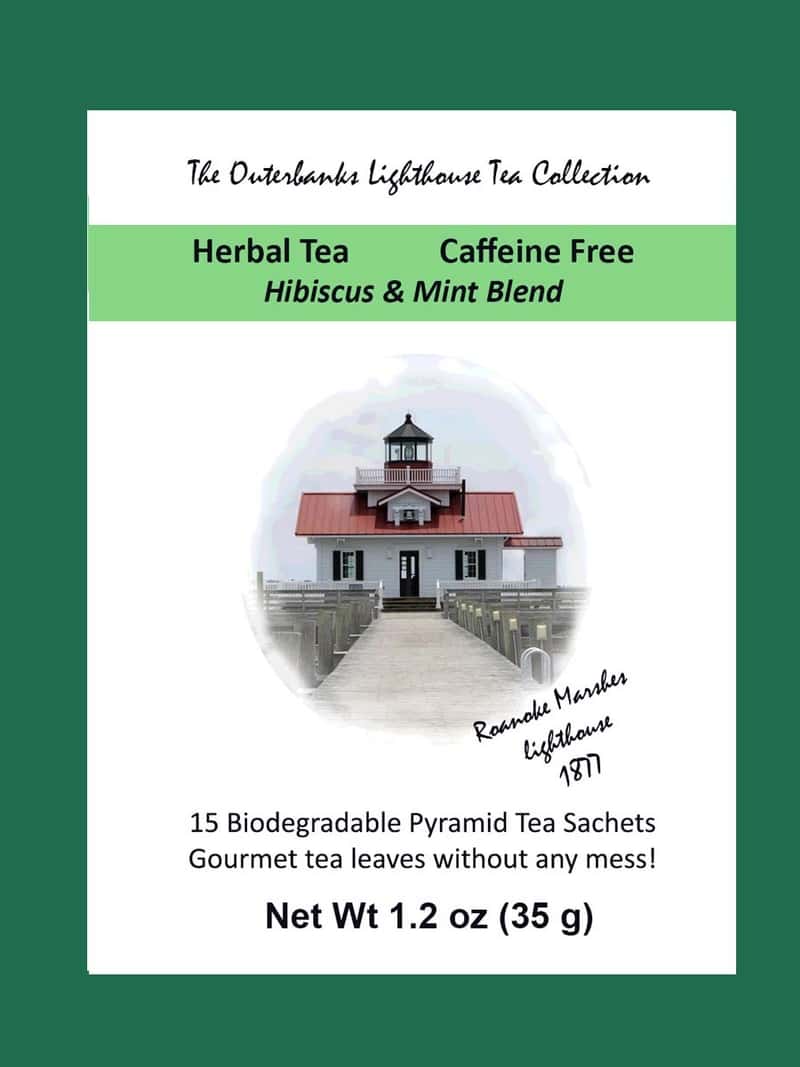 The Outerbanks Lighthouse Tea Collection
Herbal Tea Caffeine Free
Hibiscus & Mint Blend
Roanoke Marshes
lighthouse
1877
15 Biodegradable Pyramid Tea Sachets
Gourmet tea leaves without any mess!
Net Wt 1.2 oz (35 g)